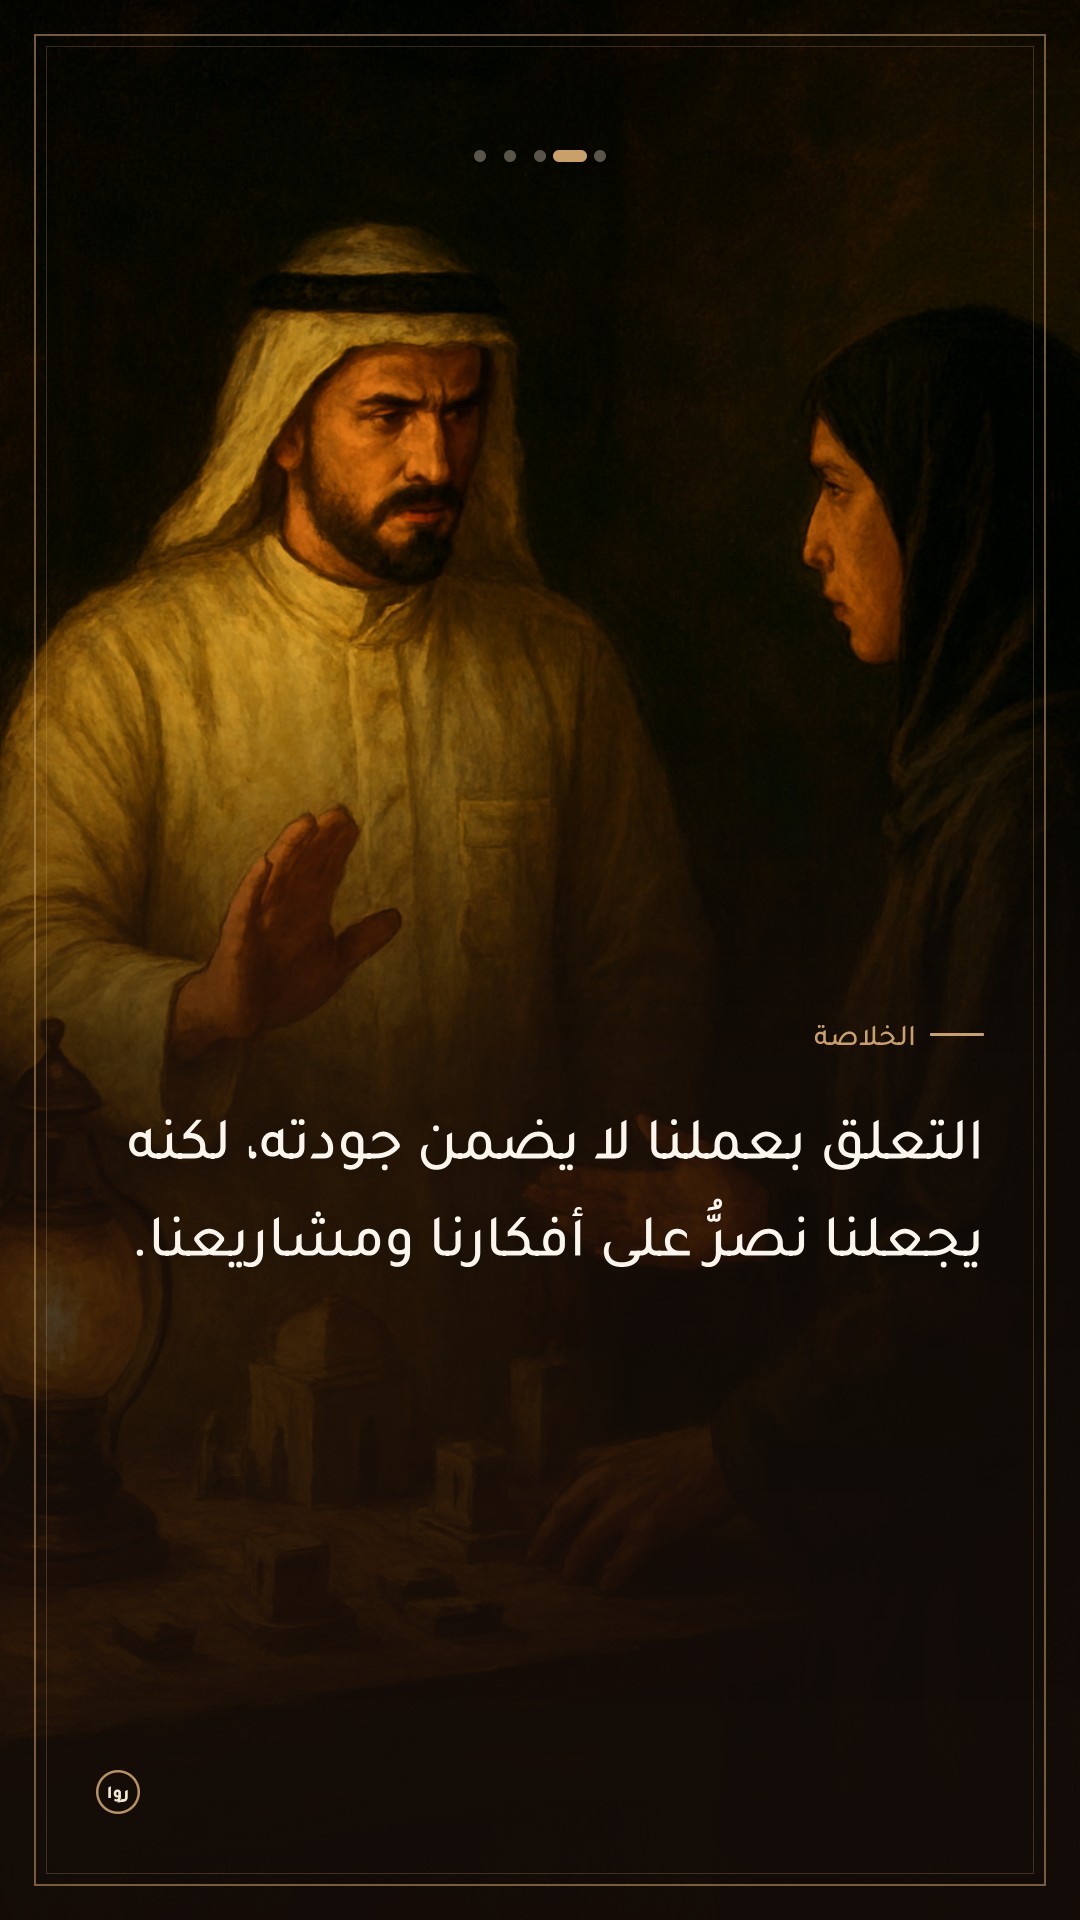 الخلاصة
التعلق بعملنا لا يضمن جودته، لكنه
يجعلنا نصرُّ على أفكارنا ومشاريعنا.
روا